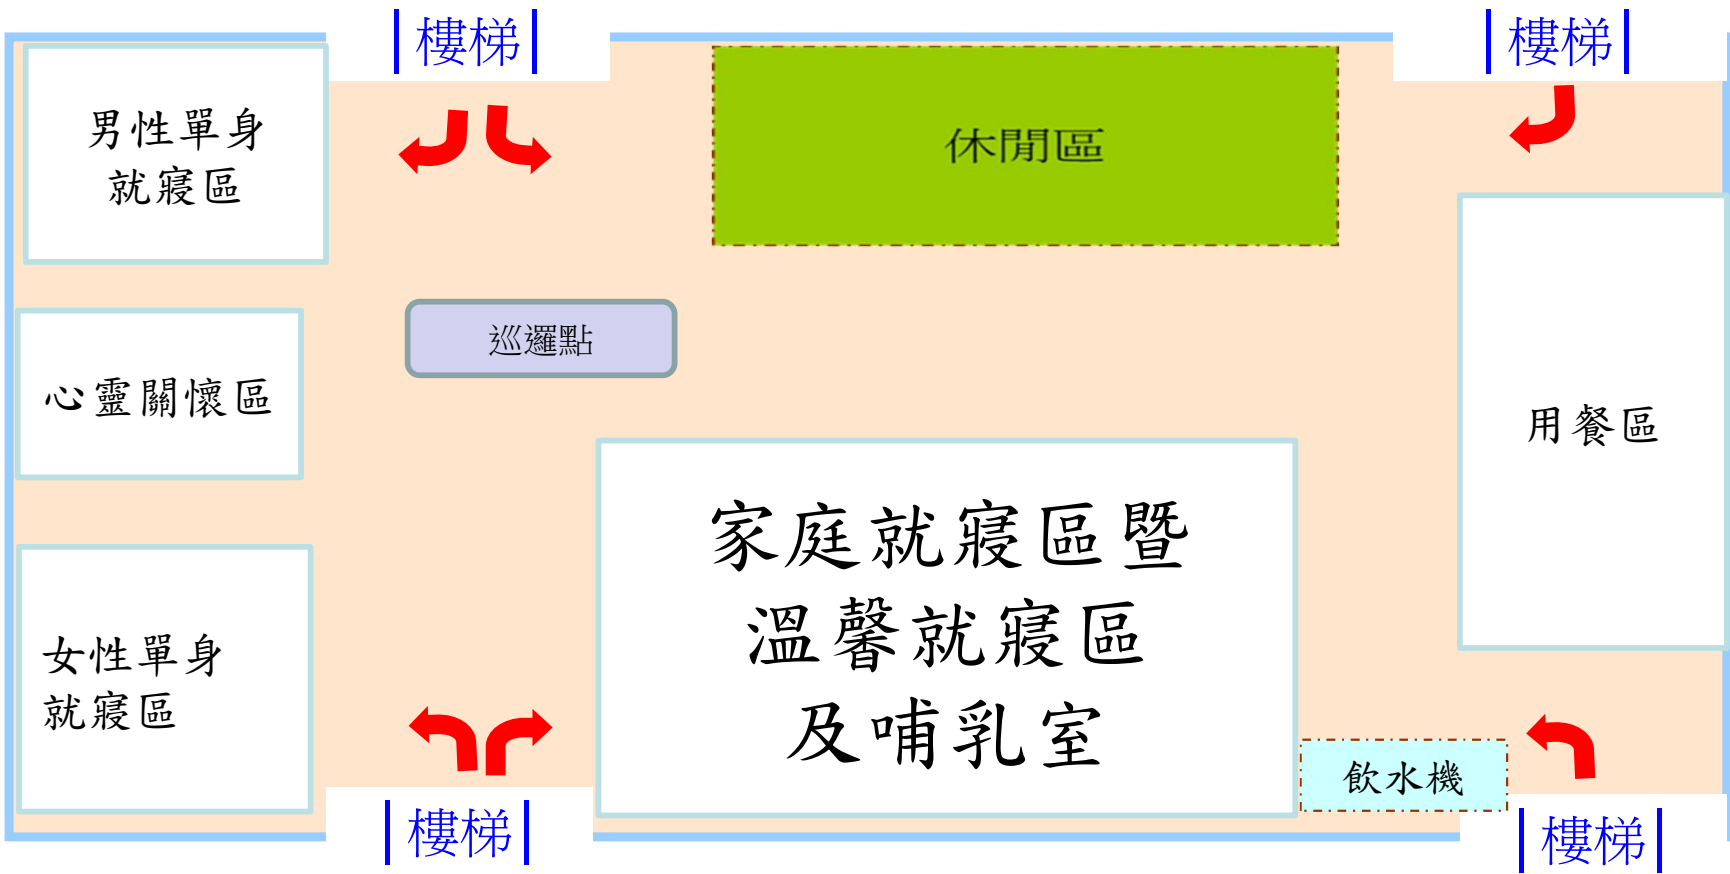 樓梯
樓梯
男性單身
就寢區
休閒區
巡邏點
心靈關懷區
用餐區
家庭就寢區暨
溫馨就寢區
及哺乳室
女性單身
就寢區
飲水機
樓梯
樓梯